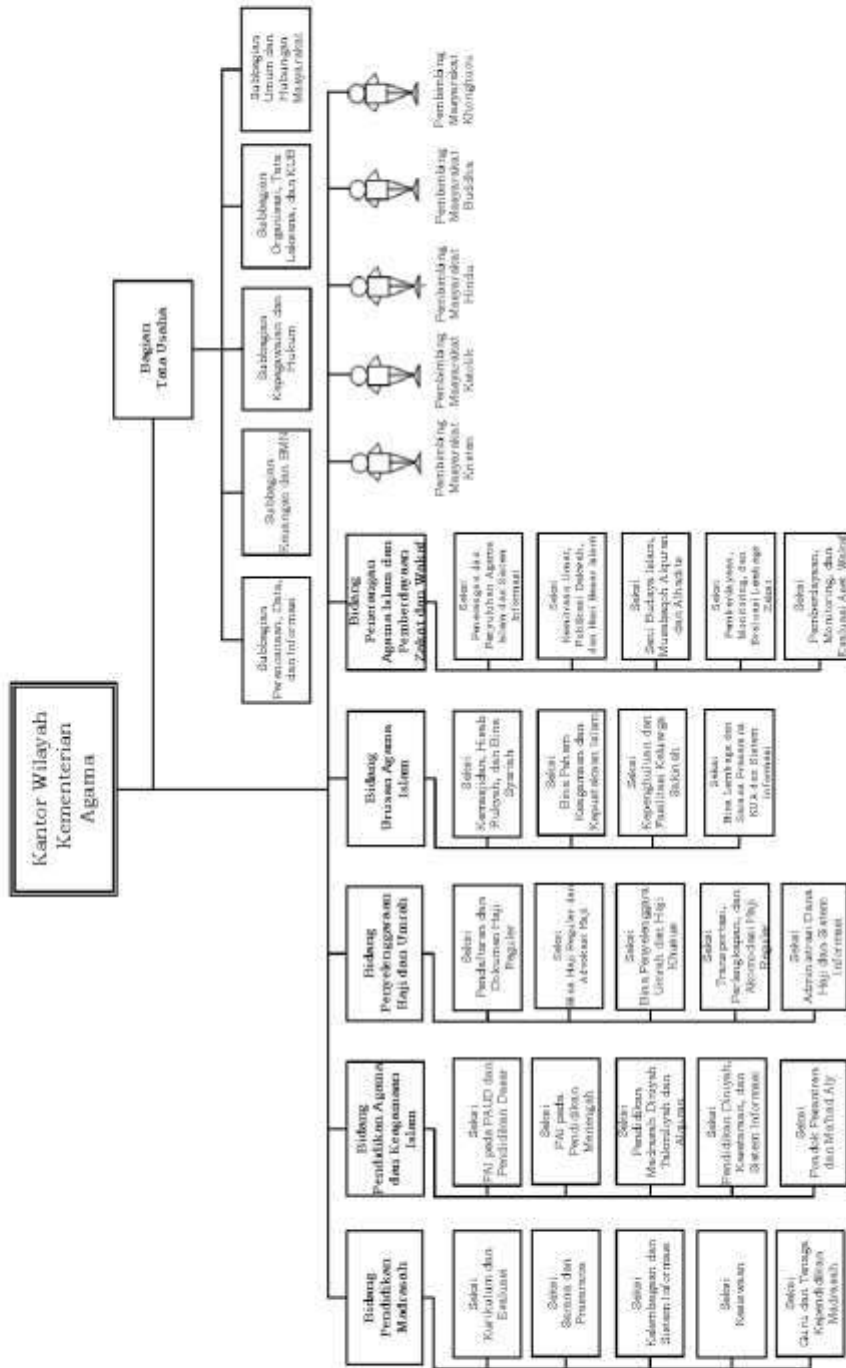 Kantor Wilayah
Kementerian
Agama
Bagian
Tata Usaha
Subbagian
Perencanaan, Data,
dan Informasi
Subbagian
Keuangan dan BMN
Subbagian
Kepegawaian dan
Hukum
Subbagian
Organisasi, Tata
Laksana, dan KUB
Subbagian
Umum dan
Hubungan
Masyarakat
Bidang
Pendidikan
Madrasah
Seksi
Kurikulum dan
Evaluasi
Seksi
Sarana dan
Prasarana
Seksi
Kelembagaan dan
Sistem Informasi
Seksi
Kesiswaan
Seksi
Guru dan Tenaga
Kependidikan
Madrasah
Bidang
Pendidikan Agama
dan Keagamaan
Islam
Seksi
PAI pada PAUD dan
Pendidikan Dasar
Seksi
PAI pada
Pendidikan
Menengah
Seksi
Pendidikan
Madrasah Diniyah
Takmiliyah dan
Alquran
Seksi
Pendidikan Diniyah,
Kesetaraan, dan
Sistem Informasi
Seksi
Pondok Pesantren
dan Ma'had Aly
Bidang
Penyelenggaraan
Haji dan Umrah
Seksi
Pendaftaran dan
Dokumen Haji
Reguler
Seksi
Bina Haji Reguler dan
Advokasi Haji
Seksi
Bina Penyelenggara
Umrah dan Haji
Khusus
Seksi
Transportasi,
Perlengkapan, dan
Akomodasi Haji
Reguler
Seksi
Administrasi Dana
Haji dan Sistem
Informasi
Bidang
Urusan Agama
Islam
Seksi
Kemasjidan, Hisab
Rukyah, dan Bina
Syariah
Seksi
Bina Paham
Keagamaan dan
Kepustakaan Islam
Seksi
Kepenghuluan dan
Fasilitasi Keluarga
Sakinah
Seksi
Bina Lembaga dan
Sarana Prasarana
KUA dan Sistem
Informasi
Bidang
Penerangan
Agama Islam dan
Pemberdayaan
Zakat dan Wakaf
Seksi
Penerangan dan
Penyuluhan Agama
Islam dan Sistem
Informasi
Seksi
Kemitraan Umat,
Publikasi Dakwah,
dan Hari Besar Islam
Seksi
Seni Budaya Islam,
Musabaqoh Alquran
dan Alhadits
Seksi
Pemberdayaan,
Monitoring, dan
Evaluasi Lembaga
Zakat
Seksi
Pemberdayaan,
Monitoring, dan
Evaluasi Aset Wakaf
Pembimbing
Masyarakat
Kristen
Pembimbing
Masyarakat
Katolik
Pembimbing
Masyarakat
Hindu
Pembimbing
Masyarakat
Buddha
Pembimbing
Masyarakat
Khonghucu